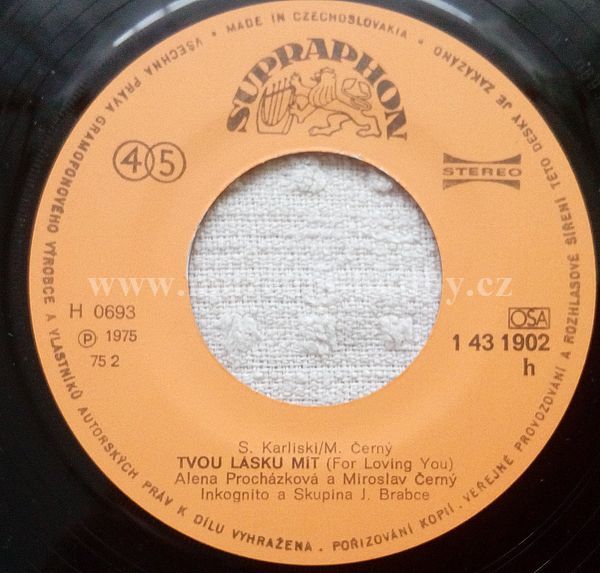 VŠECHNA PRÁVA GRAMOFONOVÉHO VÝROBCE A VLASTNÍKŮ AUTORSKÝCH PRÁV K DÍLU VYHRAŽENA. POŘIZOVÁNÍ KOPIÍ. VEŘEJNÉ PROVOZOVÁNÍ A ROZHLASOVÉ ŠÍŘENÍ TÉTO DESKY JE ZAKÁZÁNO
• MADE IN CZECHOSLOVAKIA •
SUPRAPHON
45
STEREO
H 0693
Ⓟ 1975
75 2
OSA
1 43 1902
h
S. Karliski/M. Černý
TVOU LÁSKU MÍT (For Loving You)
Alena Procházková a Miroslav Černý
Inkognito a Skupina J. Brabce